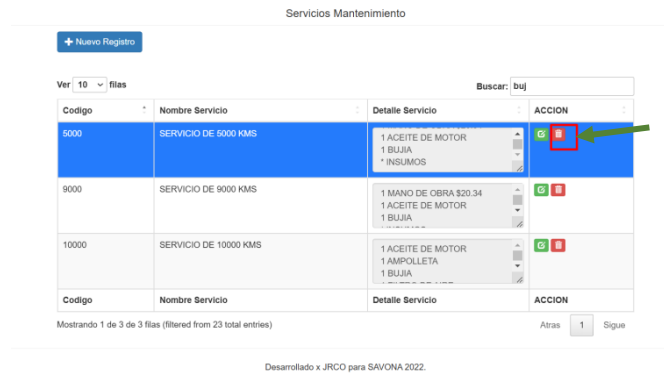 Servicios Mantenimiento
+ Nuevo Registro
Ver 10 filas
Buscar: buj
Codigo Nombre Servicio Detalle Servicio ACCION
5000 SERVICIO DE 5000 KMS
1 ACEITE DE MOTOR
1 BUJIA
* INSUMOS
9000 SERVICIO DE 9000 KMS
1 MANO DE OBRA $20.34
1 ACEITE DE MOTOR
1 BUJIA
10000 SERVICIO DE 10000 KMS
1 ACEITE DE MOTOR
1 AMPOLLETA
1 BUJIA
Codigo Nombre Servicio Detalle Servicio ACCION
Mostrando 1 de 3 de 3 filas (filtered from 23 total entries)
Atras 1 Sigue
Desarrollado x JRCO para SAVONA 2022.